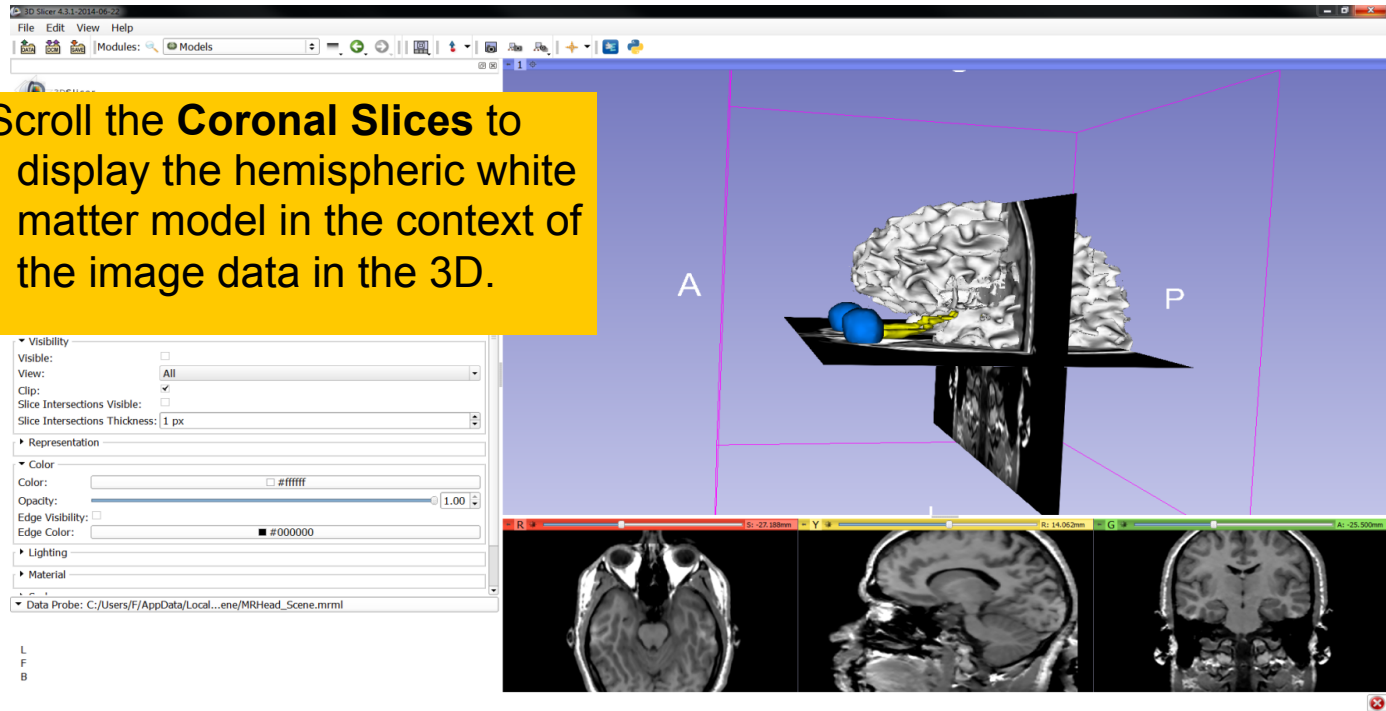 3D Slicer 4.3.1-2014-06-22
File Edit View Help
DATA DCM SAVE Modules: Models
1
Scroll the Coronal Slices to
display the hemispheric white
matter model in the context of
the image data in the 3D.
A
P
Visibility
Visible:
View: All
Clip:
Slice Intersections Visible:
Slice Intersections Thickness: 1 px
Representation
Color
Color: #ffffff
Opacity: 1.00
Edge Visibility:
Edge Color: #000000
Lighting
Material
Data Probe: C:/Users/F/AppData/Local...ene/MRHead_Scene.mrml
L
F
B
R S: -27.188mm Y R: 14.062mm G A: -25.500mm